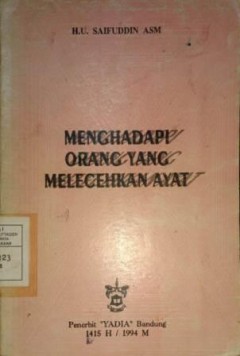 H.U. SAIFUDDIN ASM
MENGHADAPI
ORANG YANG
MELECEHKAN AYAT
Penerbit "YADIA" Bandung
1415 H / 1994 M